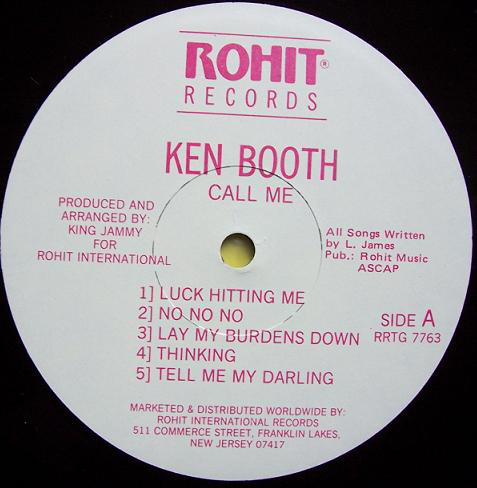 ROHIT®
RECORDS
KEN BOOTH
CALL ME
PRODUCED AND
ARRANGED BY:
KING JAMMY
FOR
ROHIT INTERNATIONAL
All Songs Written
by L. James
Pub.: Rohit Music
ASCAP
1] LUCK HITTING ME
2] NO NO NO
3] LAY MY BURDENS DOWN
4] THINKING
5] TELL ME MY DARLING
SIDE A
RRTG 7763
MARKETED & DISTRIBUTED WORLDWIDE BY:
ROHIT INTERNATIONAL RECORDS
511 COMMERCE STREET, FRANKLIN LAKES,
NEW JERSEY 07417